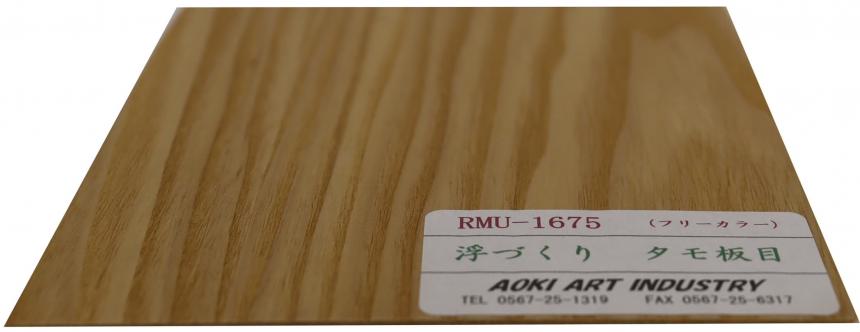 RMU-1675 (フリーカラー)
浮づくり タモ板目
AOKI ART INDUSTRY
TEL 0567-25-1319 FAX 0567-25-6317